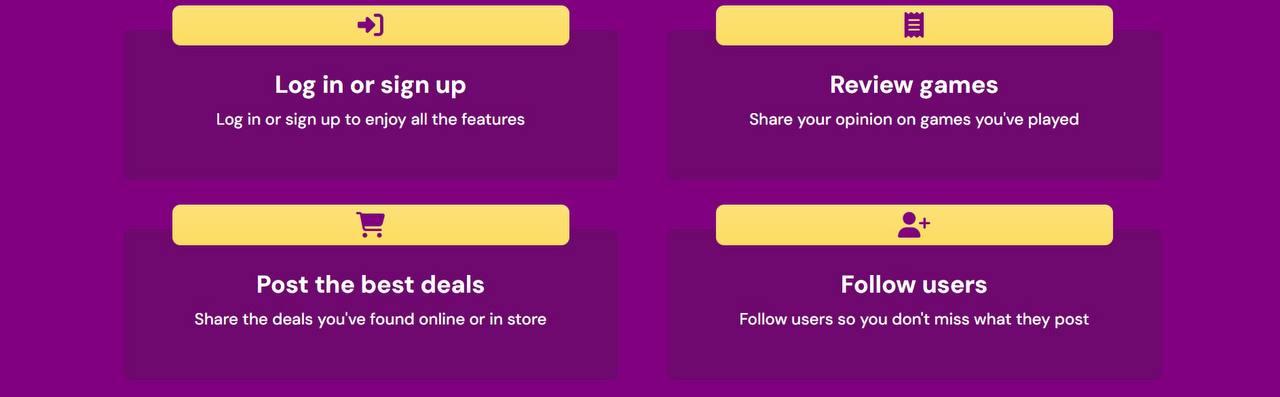 Log in or sign up
Log in or sign up to enjoy all the features
Review games
Share your opinion on games you've played
Post the best deals
Share the deals you've found online or in store
Follow users
Follow users so you don't miss what they post